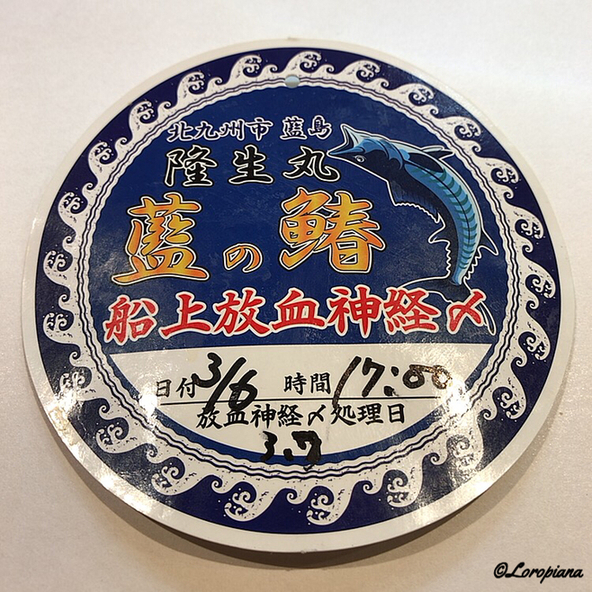 北九州市 藍島
隆生丸
藍の鰆
船上放血神経〆
日付 3/6 時間 17:00
放血神経〆処理日
3.7
©Loropiana